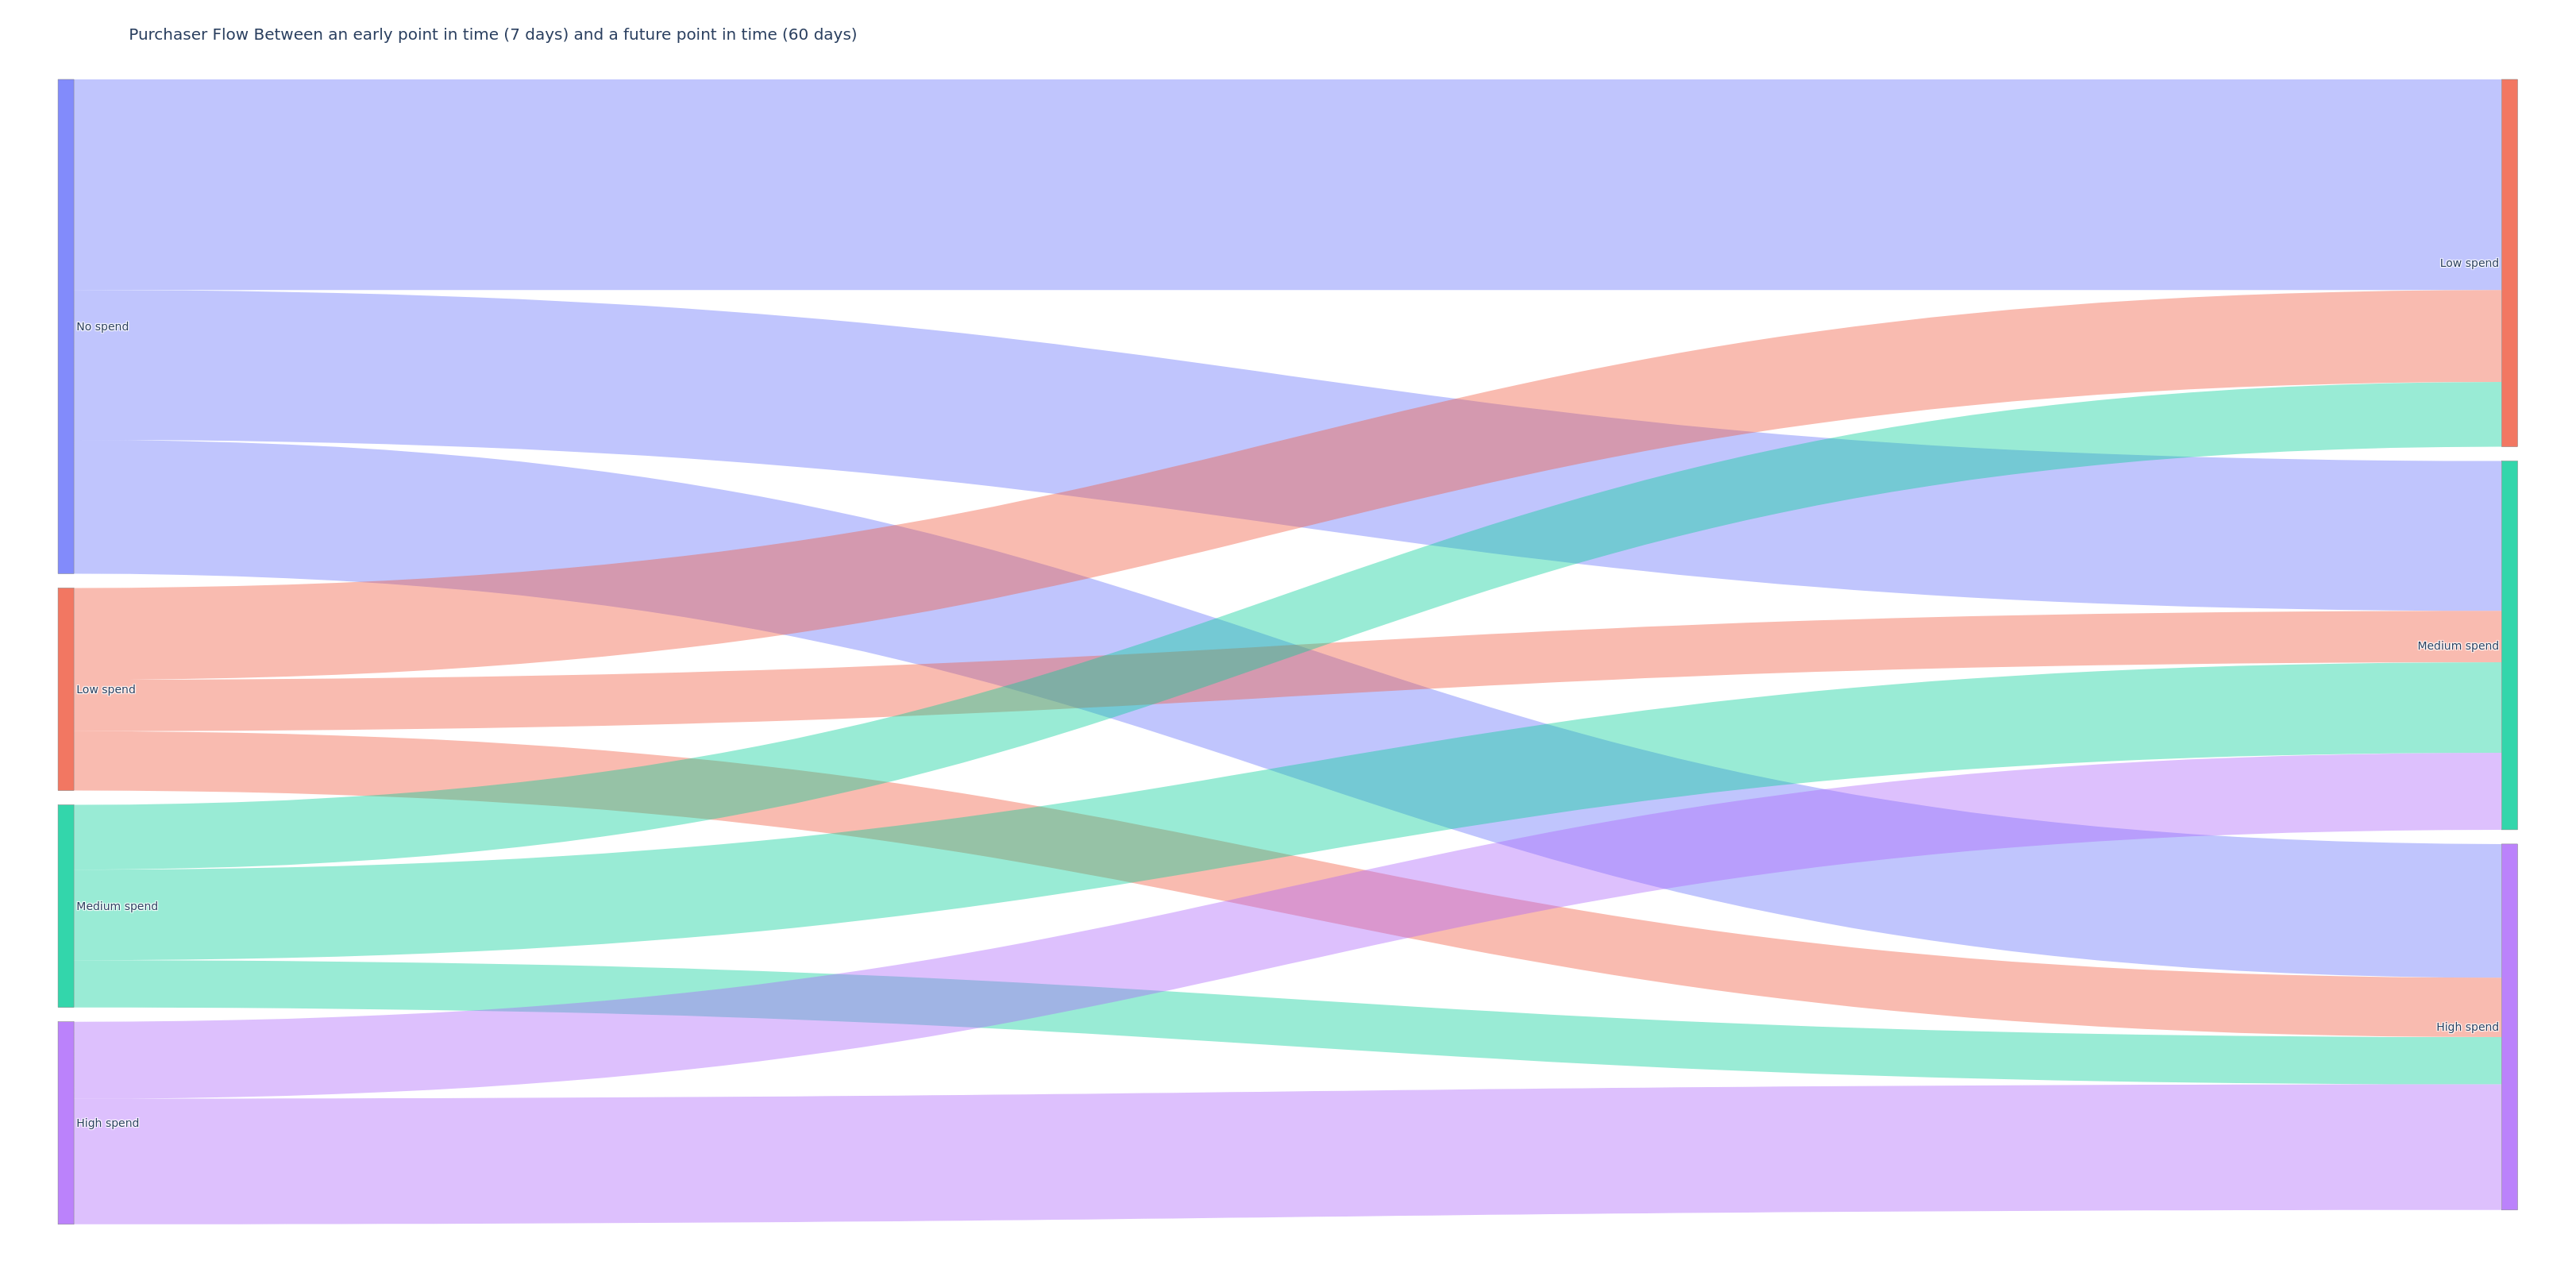 Purchaser Flow Between an early point in time (7 days) and a future point in time (60 days)
Low spend
No spend
Medium spend
Low spend
Medium spend
High spend
High spend